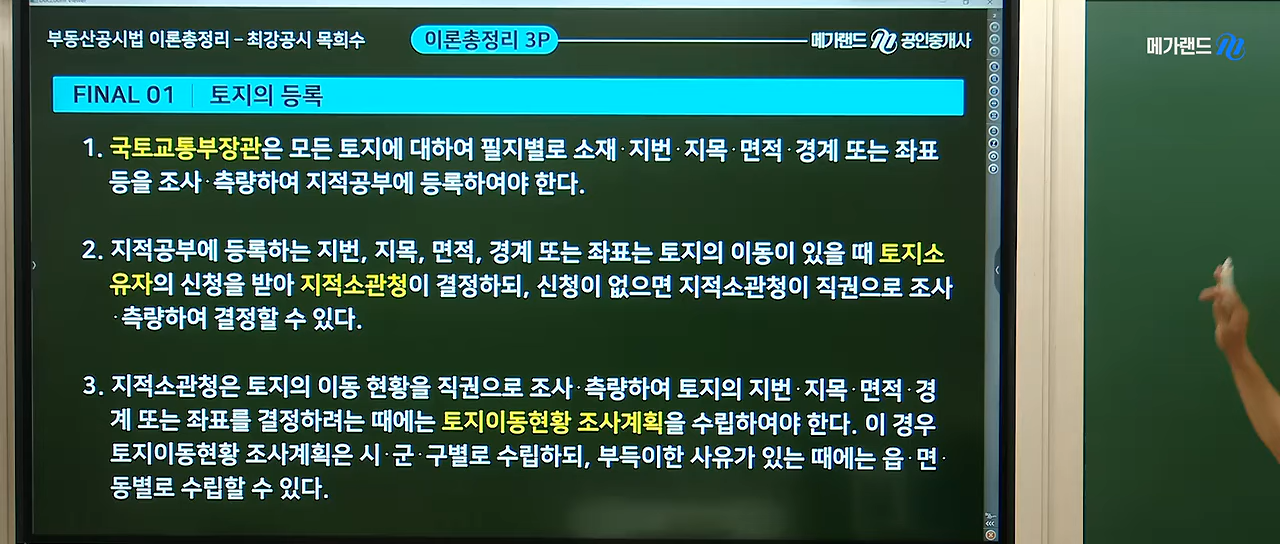 부동산공시법 이론총정리 - 최강공시 목희수
이론총정리 3P
메가랜드 공인중개사
메가랜드
FINAL 01 토지의 등록
1. 국토교통부장관은 모든 토지에 대하여 필지별로 소재·지번·지목·면적·경계 또는 좌표
등을 조사·측량하여 지적공부에 등록하여야 한다.
2. 지적공부에 등록하는 지번, 지목, 면적, 경계 또는 좌표는 토지의 이동이 있을 때 토지소
유자의 신청을 받아 지적소관청이 결정하되, 신청이 없으면 지적소관청이 직권으로 조사
·측량하여 결정할 수 있다.
3. 지적소관청은 토지의 이동 현황을 직권으로 조사·측량하여 토지의 지번·지목·면적·경
계 또는 좌표를 결정하려는 때에는 토지이동현황 조사계획을 수립하여야 한다. 이 경우
토지이동현황 조사계획은 시·군·구별로 수립하되, 부득이한 사유가 있는 때에는 읍·면·
동별로 수립할 수 있다.